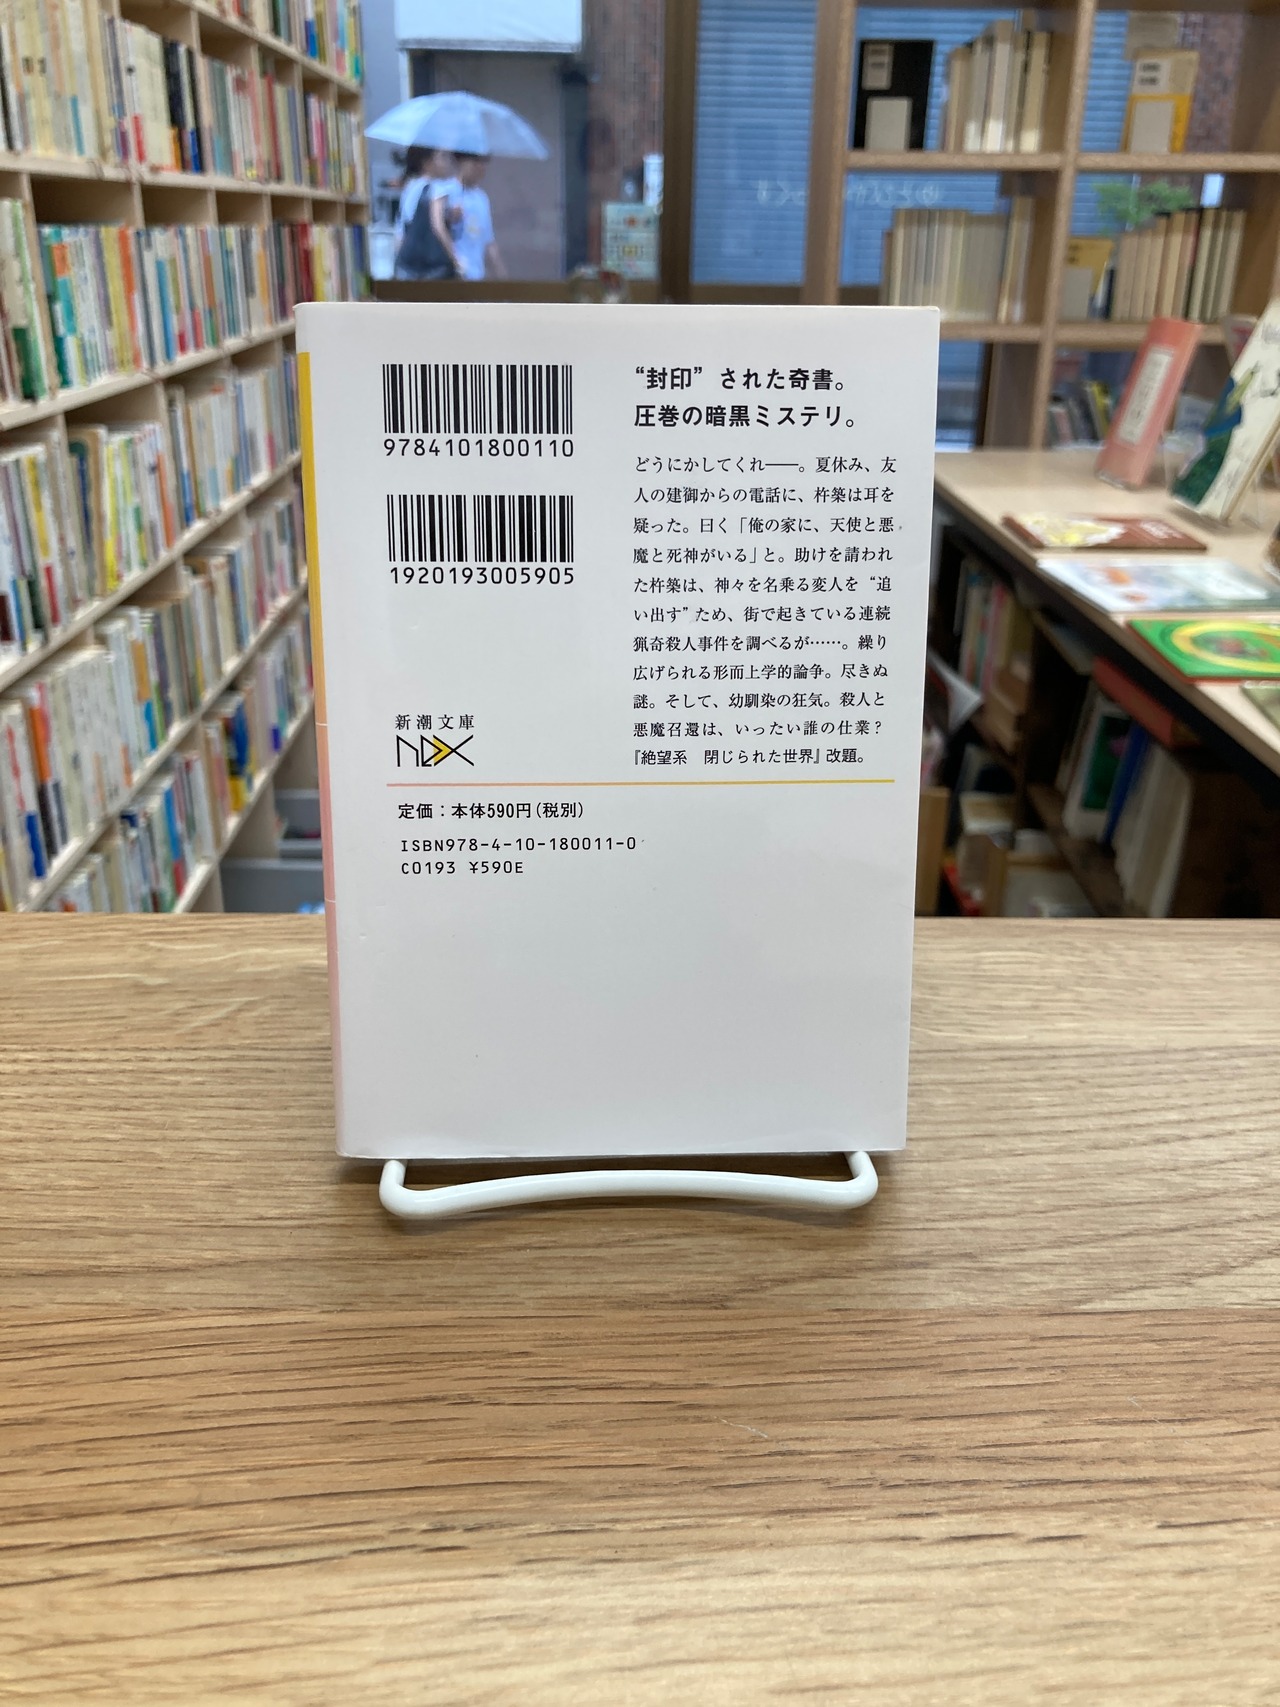 9784101800110
1920193005905
新潮文庫
nex
“封印”された奇書。
圧巻の暗黒ミステリ。
どうにかしてくれ――。夏休み、友
人の建御からの電話に、杵築は耳を
疑った。曰く「俺の家に、天使と悪
魔と死神がいる」と。助けを請われ
た杵築は、神々を名乗る変人を“追
い出す”ため、街で起きている連続
猟奇殺人事件を調べるが……。繰り
広げられる形而上学的論争。尽きぬ
謎。そして、幼馴染の狂気。殺人と
悪魔召還は、いったい誰の仕業？
『絶望系　閉じられた世界』改題。
定価：本体590円（税別）
ISBN978-4-10-180011-0
C0193 ¥590E